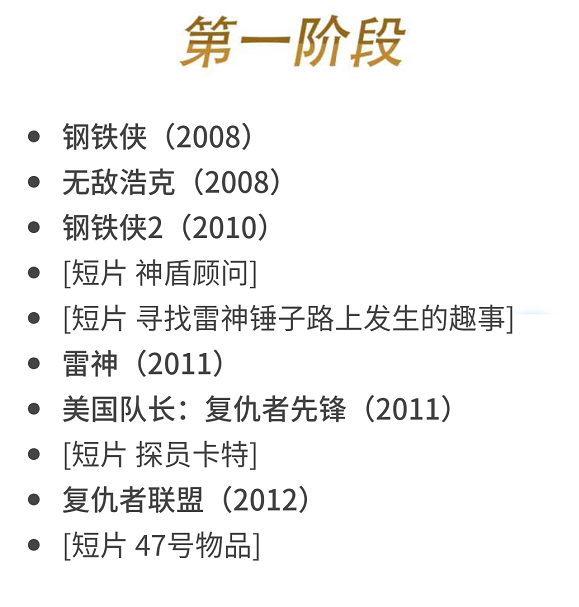 第一阶段
钢铁侠（2008）
无敌浩克（2008）
钢铁侠2（2010）
[短片 神盾顾问]
[短片 寻找雷神锤子路上发生的趣事]
雷神（2011）
美国队长：复仇者先锋（2011）
[短片 探员卡特]
复仇者联盟（2012）
[短片 47号物品]